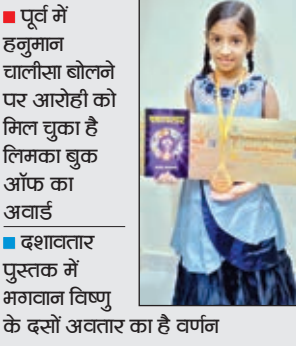 पूर्व में
हनुमान
चालीसा बोलने
पर आरोही को
मिल चुका है
लिमका बुक
ऑफ का
अवार्ड
दशावतार
पुस्तक में
भगवान विष्णु
के दसों अवतार का है वर्णन